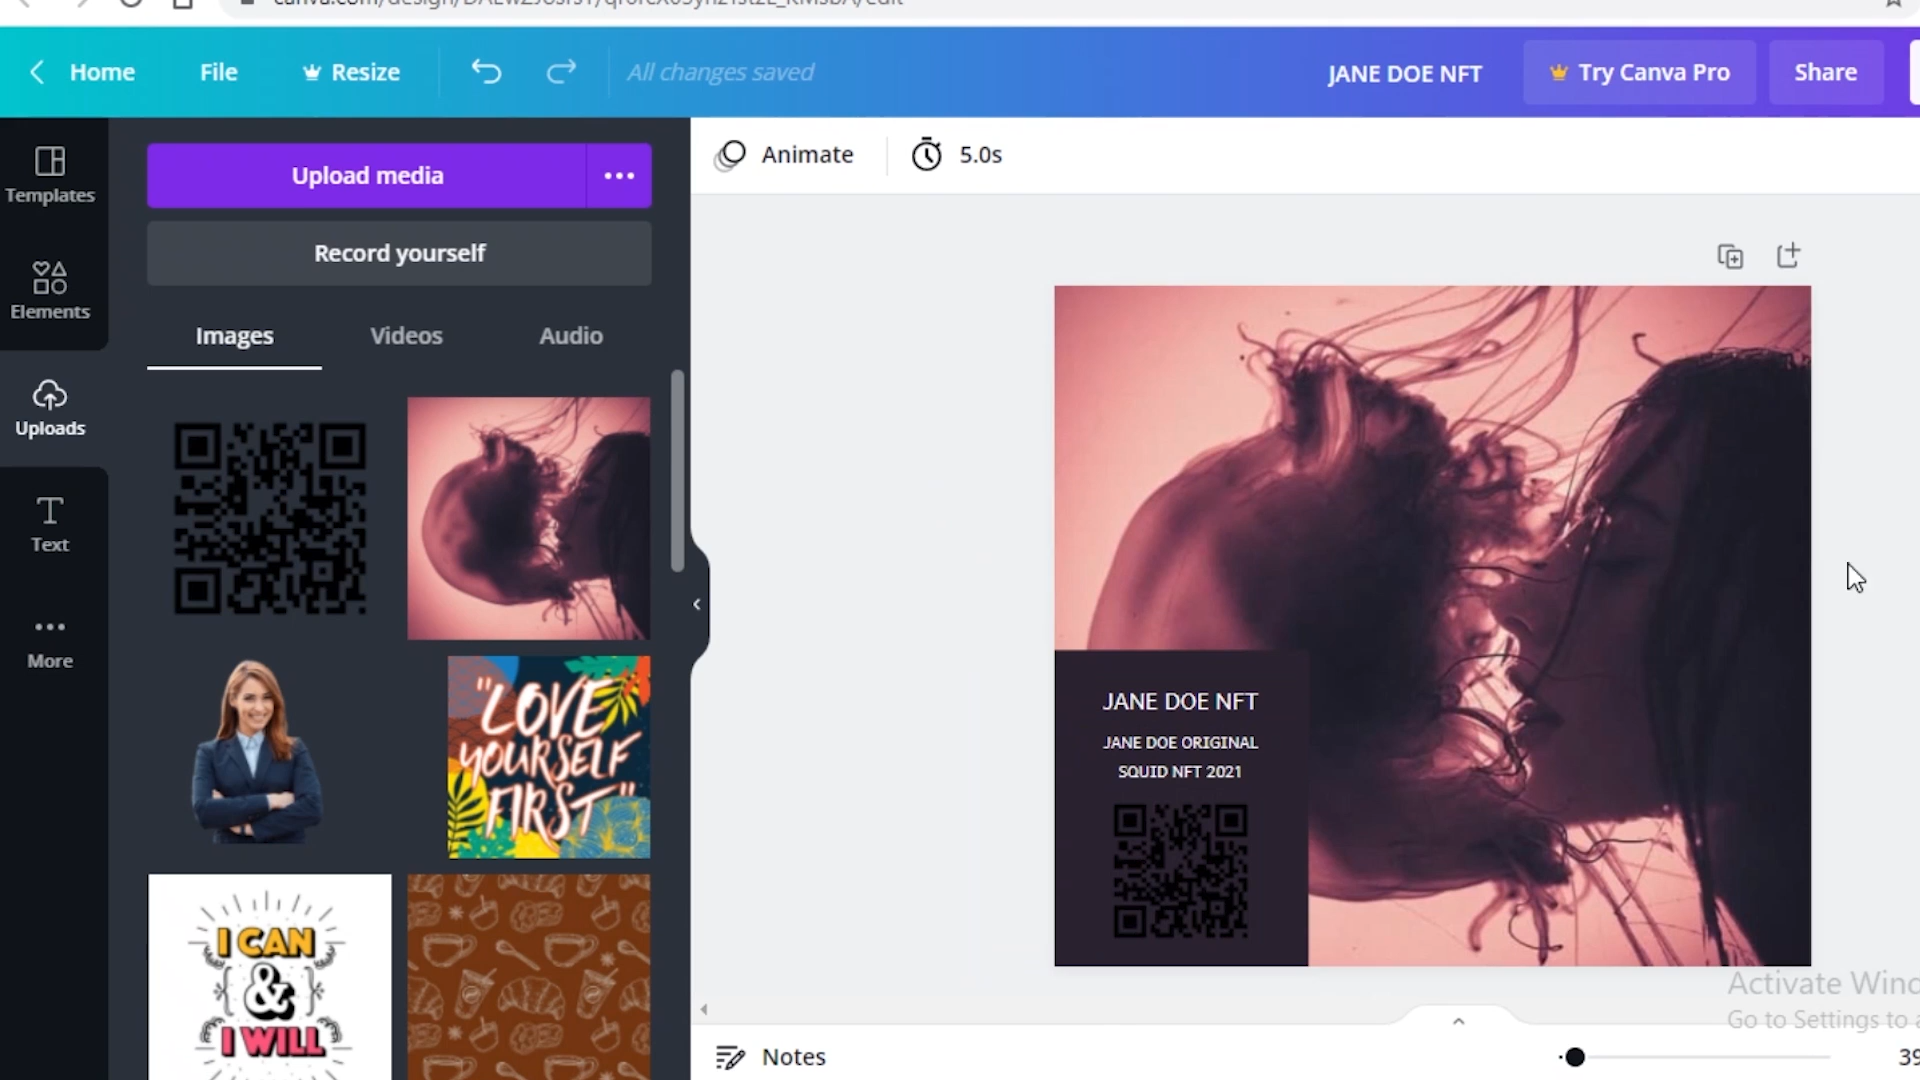 Home
File
Resize
All changes saved
JANE DOE NFT
Try Canva Pro
Share
Templates
Elements
Uploads
Text
More
Upload media
Record yourself
Images
Videos
Audio
"LOVE
YOURSELF
FIRST"
I CAN
&
I WILL
Animate
5.0s
JANE DOE NFT
JANE DOE ORIGINAL
SQUID NFT 2021
Activate Wind
Go to Settings to a
Notes
39